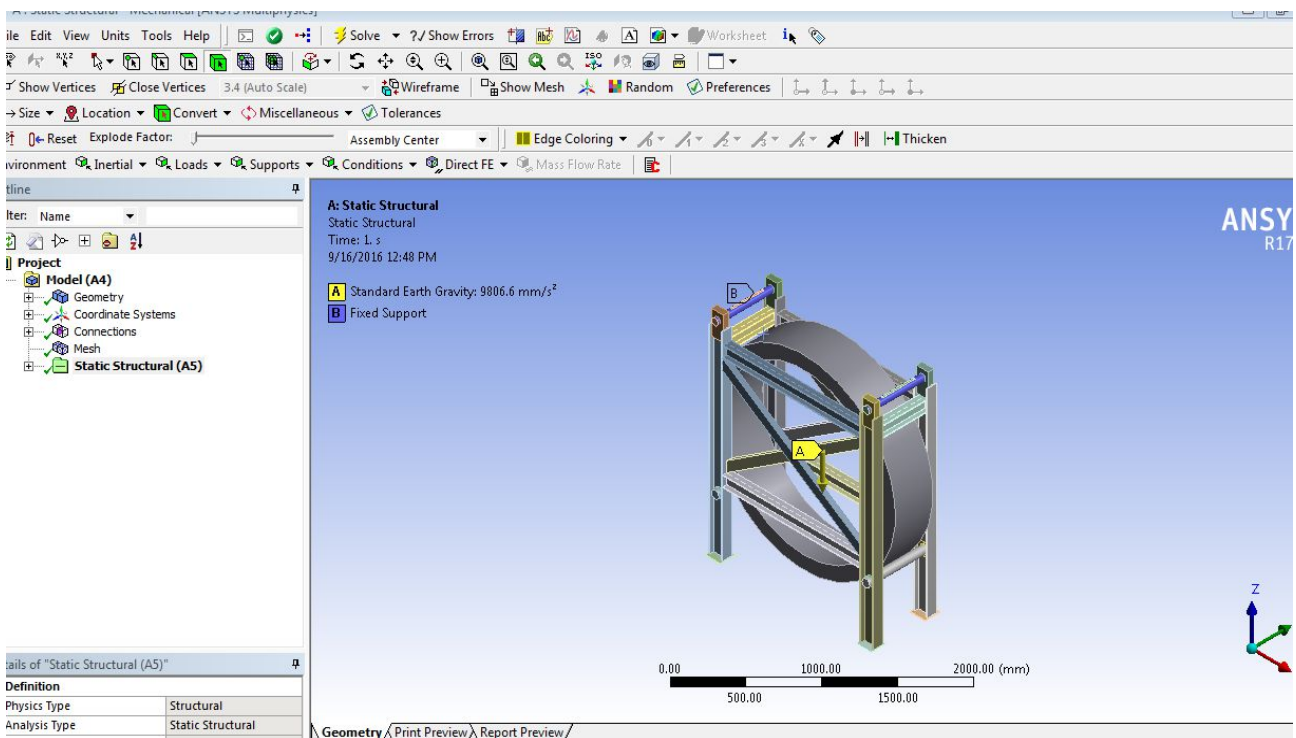 A : Static Structural - Mechanical [ANSYS Multiphysics]
ile Edit View Units Tools Help Solve ?/ Show Errors A Worksheet
Show Vertices Close Vertices 3.4 (Auto Scale) Wireframe Show Mesh Random Preferences
Size Location Convert Miscellaneous Tolerances
Reset Explode Factor: Assembly Center Edge Coloring Thicken
vironment Inertial Loads Supports Conditions Direct FE Mass Flow Rate
tline
lter: Name
Project
Model (A4)
Geometry
Coordinate Systems
Connections
Mesh
Static Structural (A5)
tails of "Static Structural (A5)"
Definition
Physics Type Structural
Analysis Type Static Structural
A: Static Structural
Static Structural
Time: 1. s
9/16/2016 12:48 PM
A Standard Earth Gravity: 9806.6 mm/s²
B Fixed Support
ANSY
R17
B
A
Z
0.00 1000.00 2000.00 (mm)
500.00 1500.00
Geometry Print Preview Report Preview